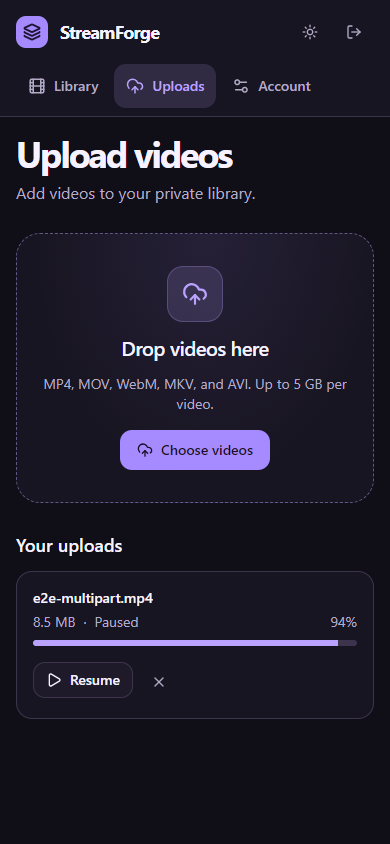 StreamForge
Library Uploads Account
Upload videos
Add videos to your private library.
Drop videos here
MP4, MOV, WebM, MKV, and AVI. Up to 5 GB per
video.
Choose videos
Your uploads
e2e-multipart.mp4
8.5 MB · Paused 94%
Resume